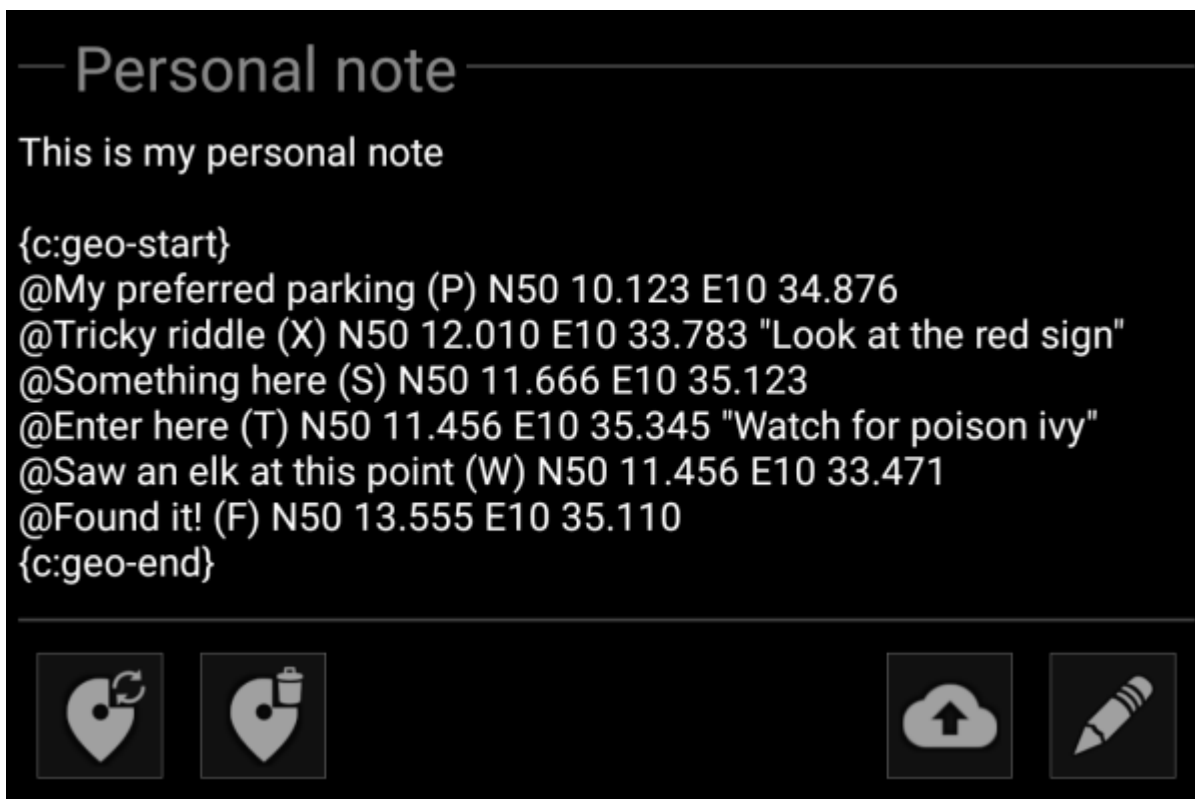 Personal note
This is my personal note
{c:geo-start}
@My preferred parking (P) N50 10.123 E10 34.876
@Tricky riddle (X) N50 12.010 E10 33.783 "Look at the red sign"
@Something here (S) N50 11.666 E10 35.123
@Enter here (T) N50 11.456 E10 35.345 "Watch for poison ivy"
@Saw an elk at this point (W) N50 11.456 E10 33.471
@Found it! (F) N50 13.555 E10 35.110
{c:geo-end}